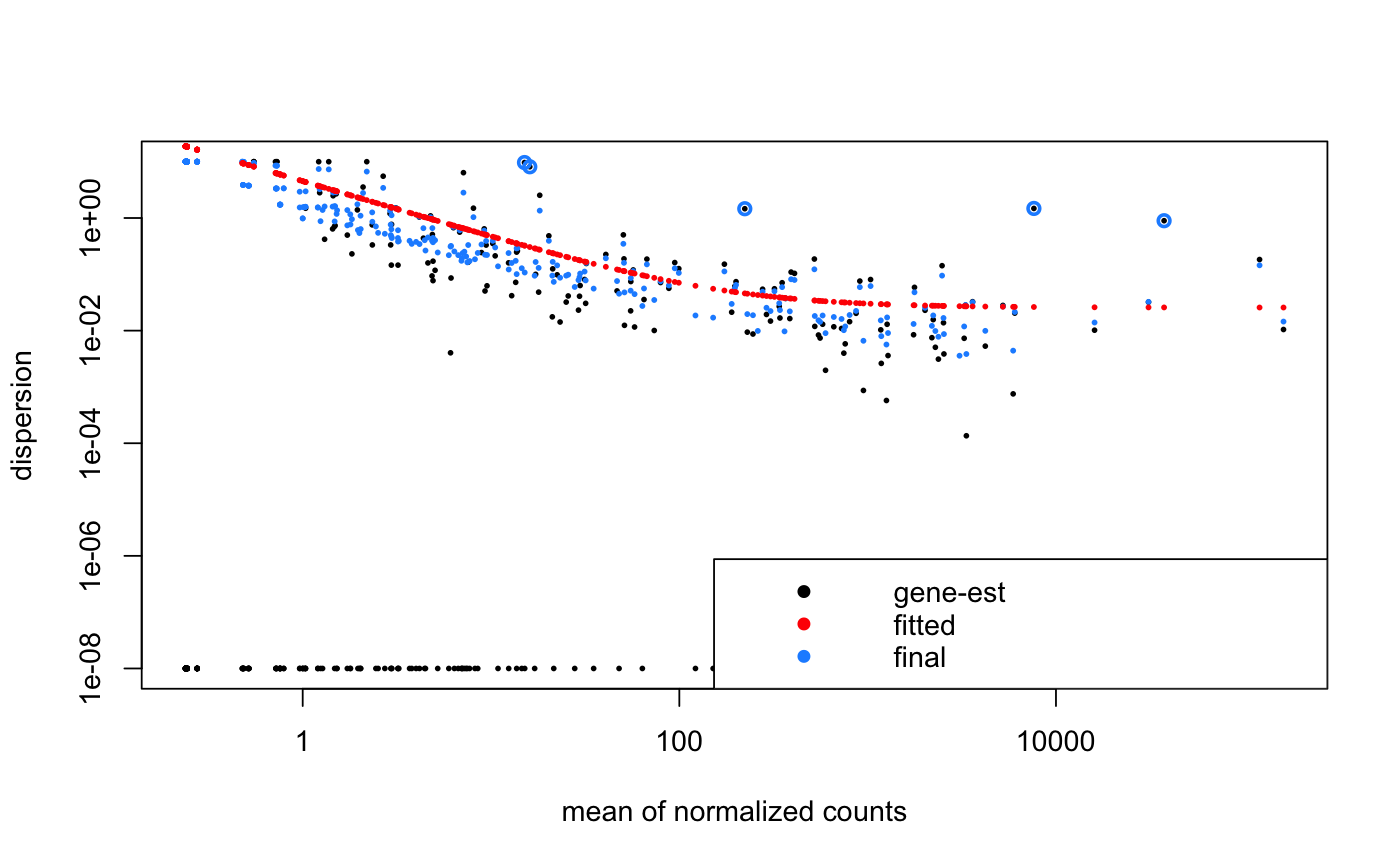 1e+00
1e-02
1e-04
1e-06
1e-08
dispersion
gene-est
fitted
final
1
100
10000
mean of normalized counts